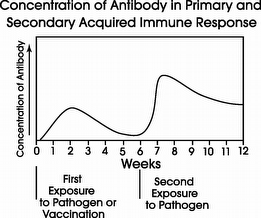 Concentration of Antibody in Primary and
Secondary Acquired Immune Response
Concentration of Antibody
0 1 2 3 4 5 6 7 8 9 10 11 12
Weeks
First
Exposure
to Pathogen or
Vaccination
Second
Exposure
to Pathogen